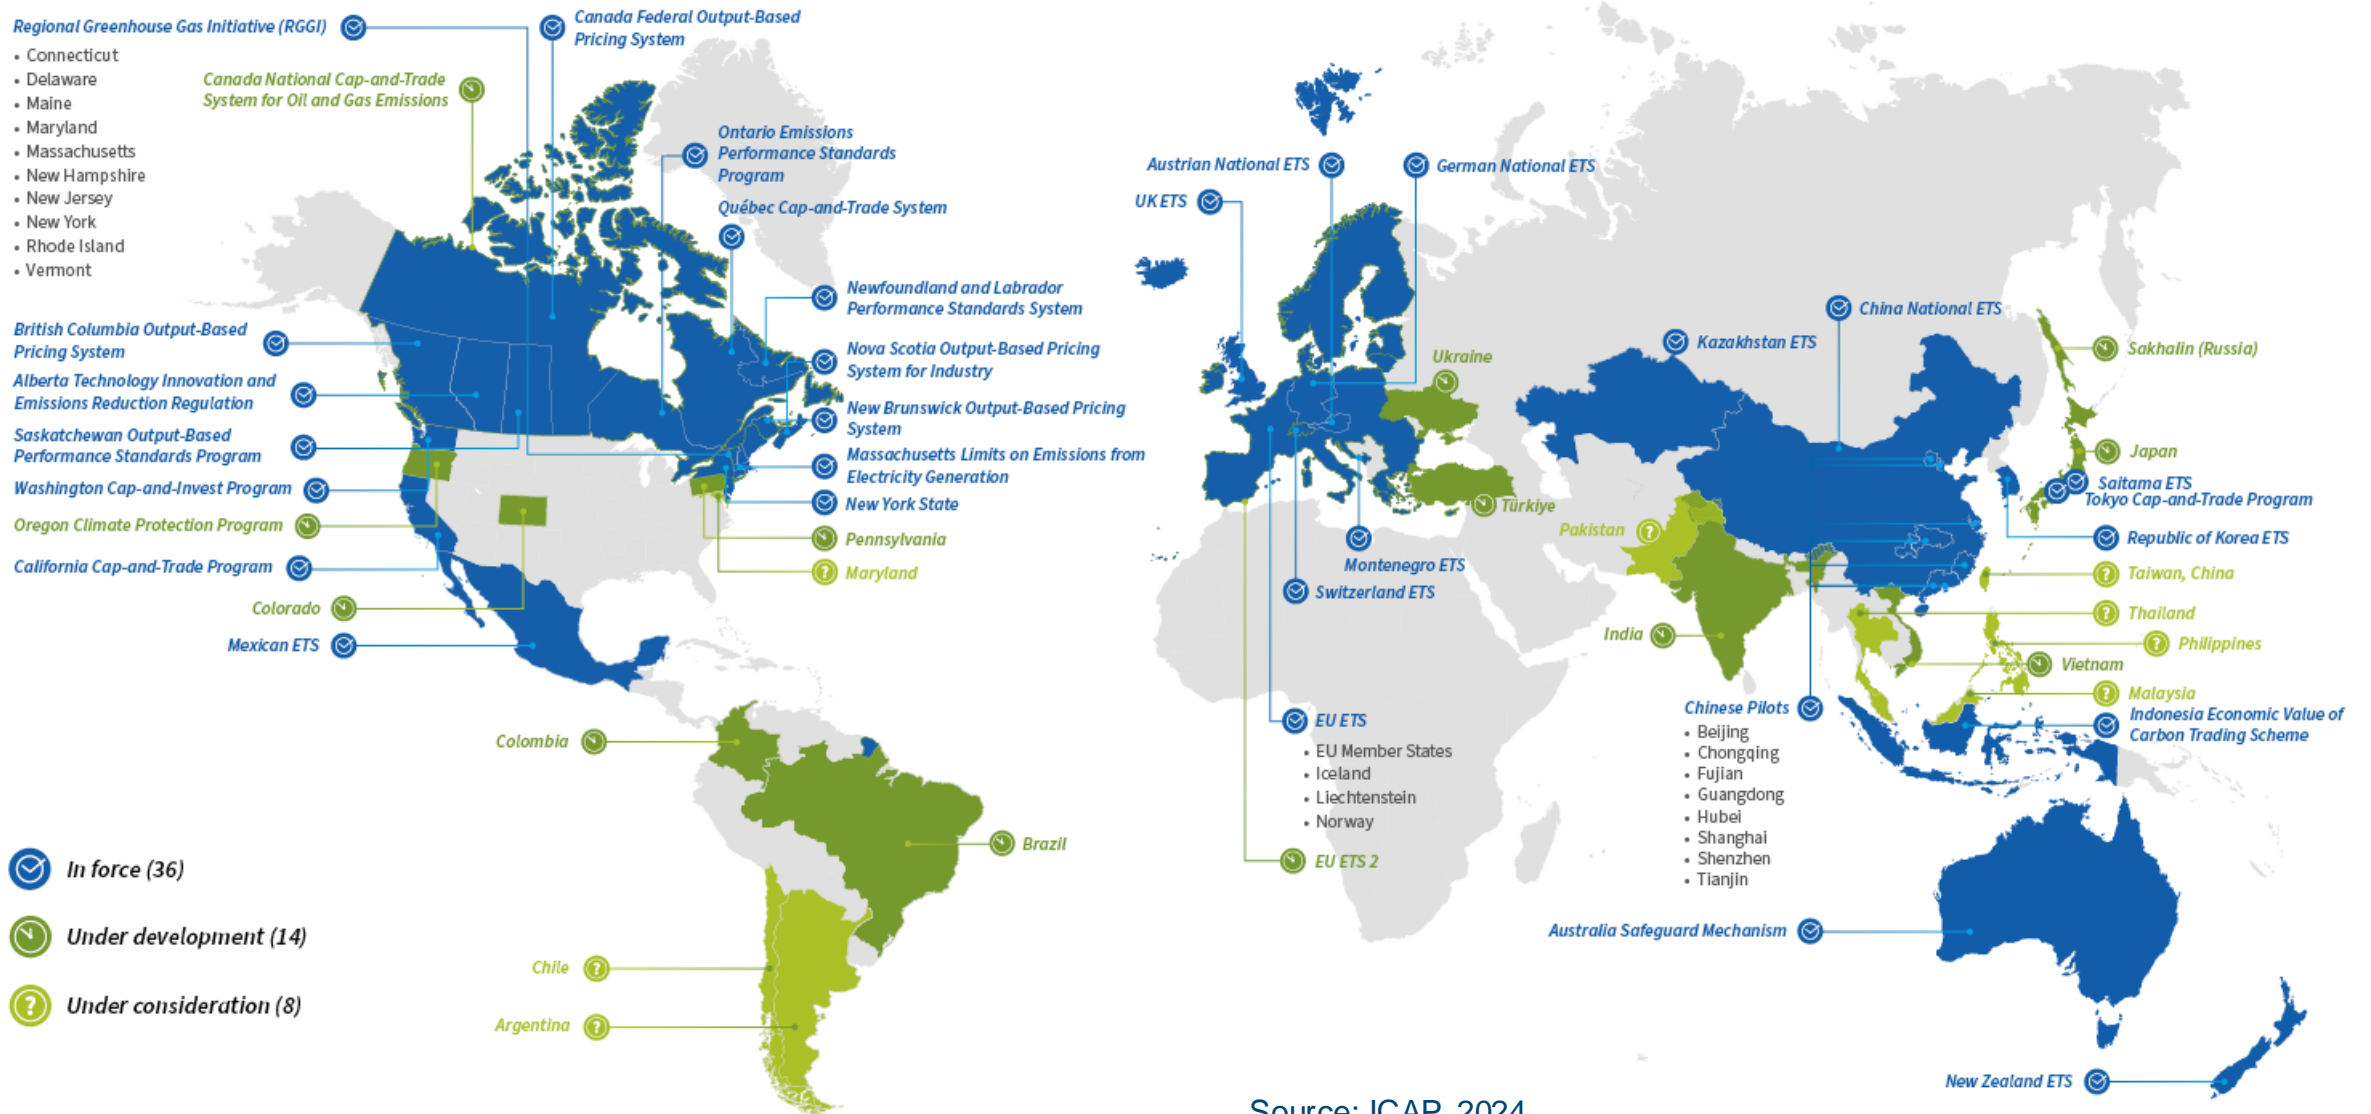 Regional Greenhouse Gas Initiative (RGGI)
• Connecticut
• Delaware
• Maine
• Maryland
• Massachusetts
• New Hampshire
• New Jersey
• New York
• Rhode Island
• Vermont
Canada Federal Output-Based
Pricing System
Canada National Cap-and-Trade
System for Oil and Gas Emissions
Ontario Emissions
Performance Standards
Program
Québec Cap-and-Trade System
Newfoundland and Labrador
Performance Standards System
Nova Scotia Output-Based Pricing
System for Industry
New Brunswick Output-Based Pricing
System
Massachusetts Limits on Emissions from
Electricity Generation
New York State
Pennsylvania
? Maryland
British Columbia Output-Based
Pricing System
Alberta Technology Innovation and
Emissions Reduction Regulation
Saskatchewan Output-Based
Performance Standards Program
Washington Cap-and-Invest Program
Oregon Climate Protection Program
California Cap-and-Trade Program
Colorado
Mexican ETS
Colombia
Brazil
Chile ?
Argentina ?
In force (36)
Under development (14)
? Under consideration (8)
Austrian National ETS
German National ETS
UK ETS
Ukraine
Türkiye
Montenegro ETS
Switzerland ETS
EU ETS
• EU Member States
• Iceland
• Liechtenstein
• Norway
EU ETS 2
Kazakhstan ETS
China National ETS
Pakistan ?
India
Chinese Pilots
• Beijing
• Chongqing
• Fujian
• Guangdong
• Hubei
• Shanghai
• Shenzhen
• Tianjin
Sakhalin (Russia)
Japan
Saitama ETS
Tokyo Cap-and-Trade Program
Republic of Korea ETS
? Taiwan, China
? Thailand
? Philippines
Vietnam
? Malaysia
Indonesia Economic Value of
Carbon Trading Scheme
Australia Safeguard Mechanism
New Zealand ETS
Source: ICAP, 2024